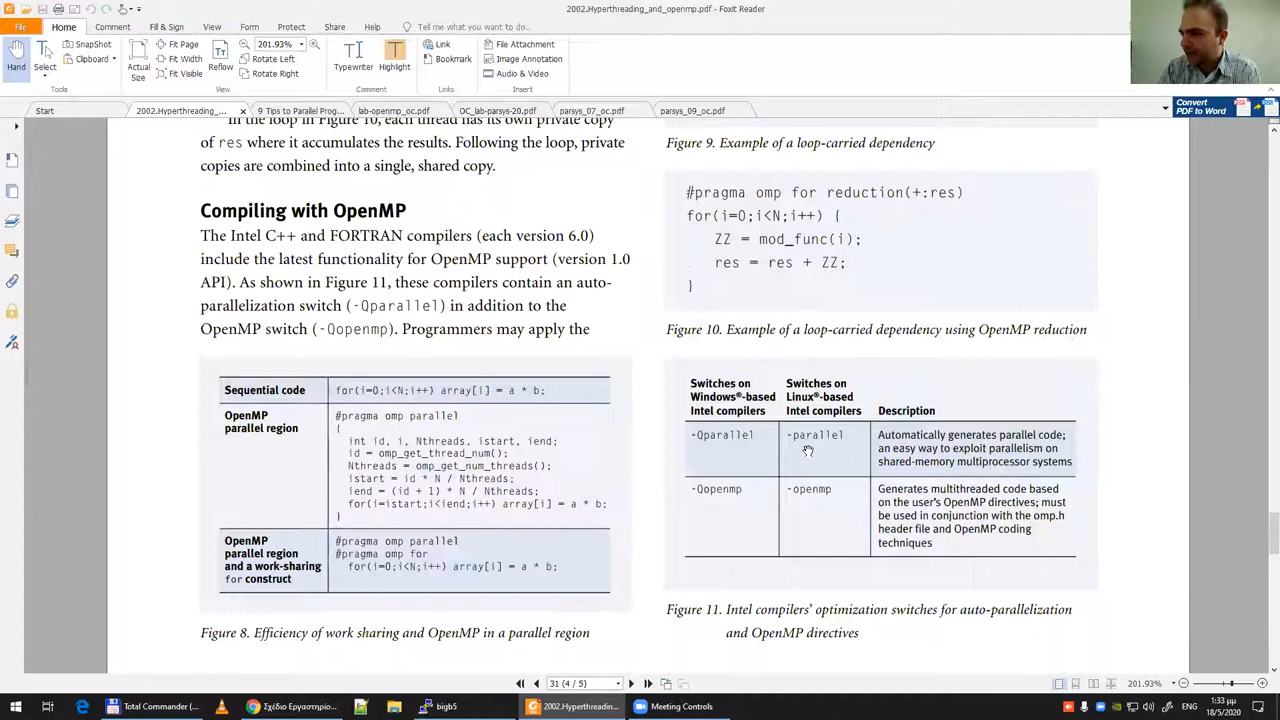 2002.Hyperthreading_and_openmp.pdf - Foxit Reader
File
Home
Comment
Fill & Sign
View
Form
Protect
Share
Help
Tell me what you want to do..
Hand
Select
SnapShot
Clipboard
Actual Size
Fit Page
Fit Width
Fit Visible
Reflow
201.93%
Rotate Left
Rotate Right
Typewriter
Highlight
Link
Bookmark
File Attachment
Image Annotation
Audio & Video
Tools
View
Comment
Links
Insert
Start
2002.Hyperthreading_...
9 Tips to Parallel Prog...
lab-openmp_oc.pdf
OC_lab-parsys-20.pdf
parsys_07_oc.pdf
parsys_09_oc.pdf
Convert
PDF to Word
In the loop in Figure 10, each thread has its own private copy
of res where it accumulates the results. Following the loop, private
copies are combined into a single, shared copy.
Compiling with OpenMP
The Intel C++ and FORTRAN compilers (each version 6.0)
include the latest functionality for OpenMP support (version 1.0
API). As shown in Figure 11, these compilers contain an auto-
parallelization switch (-Qparallel) in addition to the
OpenMP switch (-Qopenmp). Programmers may apply the
Sequential code
for(i=0;i<N;i++) array[i] = a * b;
OpenMP
parallel region
#pragma omp parallel
{
int id, i, Nthreads, istart, iend;
id = omp_get_thread_num();
Nthreads = omp_get_num_threads();
istart = id * N / Nthreads;
iend = (id + 1) * N / Nthreads;
for(i=istart;i<iend;i++) array[i] = a * b;
}
OpenMP
parallel region
and a work-sharing
for construct
#pragma omp parallel
#pragma omp for
for(i=0;i<N;i++) array[i] = a * b;
Figure 8. Efficiency of work sharing and OpenMP in a parallel region
Figure 9. Example of a loop-carried dependency
#pragma omp for reduction(+:res)
for(i=0;i<N;i++) {
ZZ = mod_func(i);
res = res + ZZ;
}
Figure 10. Example of a loop-carried dependency using OpenMP reduction
Switches on
Windows®-based
Intel compilers
Switches on
Linux®-based
Intel compilers
Description
-Qparallel
-parallel
Automatically generates parallel code;
an easy way to exploit parallelism on
shared-memory multiprocessor systems
-Qopenmp
-openmp
Generates multithreaded code based
on the user's OpenMP directives; must
be used in conjunction with the omp.h
header file and OpenMP coding
techniques
Figure 11. Intel compilers' optimization switches for auto-parallelization
and OpenMP directives
31 (4 / 5)
201.93%
Total Commander (...
Σχέδιο Εργαστηρίο...
bigb5
2002.Hyperthreadin...
Meeting Controls
1:33 μμ
18/5/2020